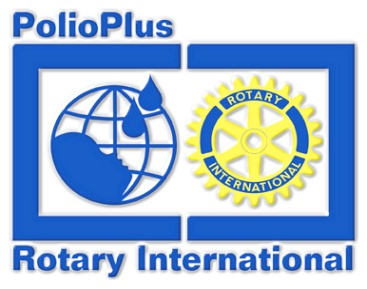 PolioPlus
ROTARY
INTERNATIONAL
Rotary International